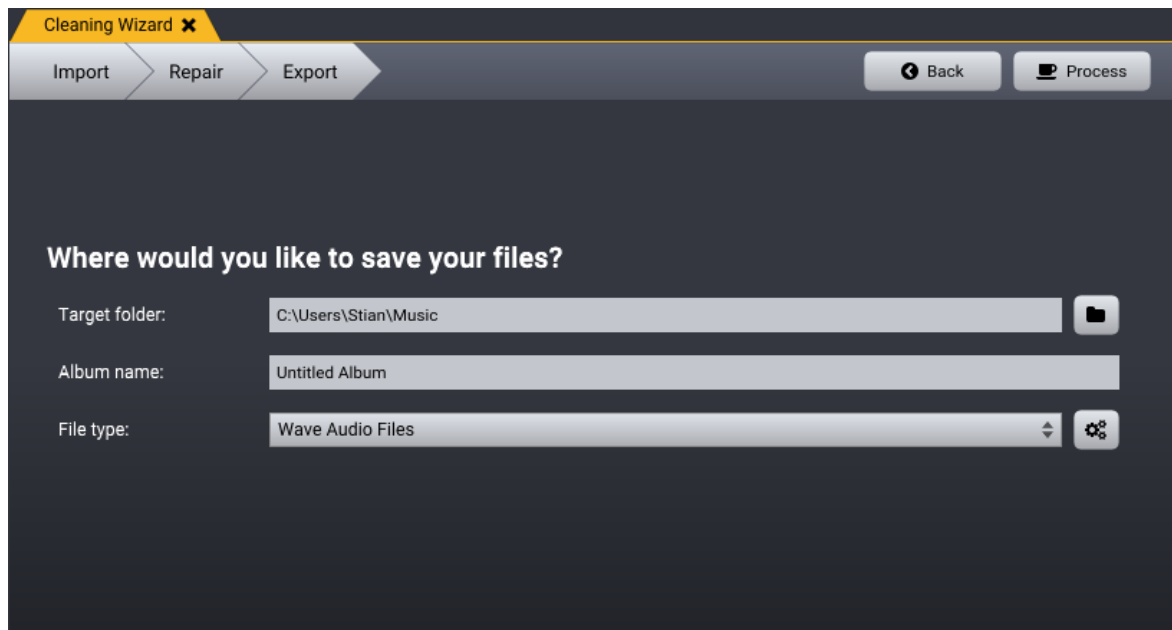 Cleaning Wizard
Import Repair Export Back Process
Where would you like to save your files?
Target folder: C:\Users\Stian\Music
Album name: Untitled Album
File type: Wave Audio Files